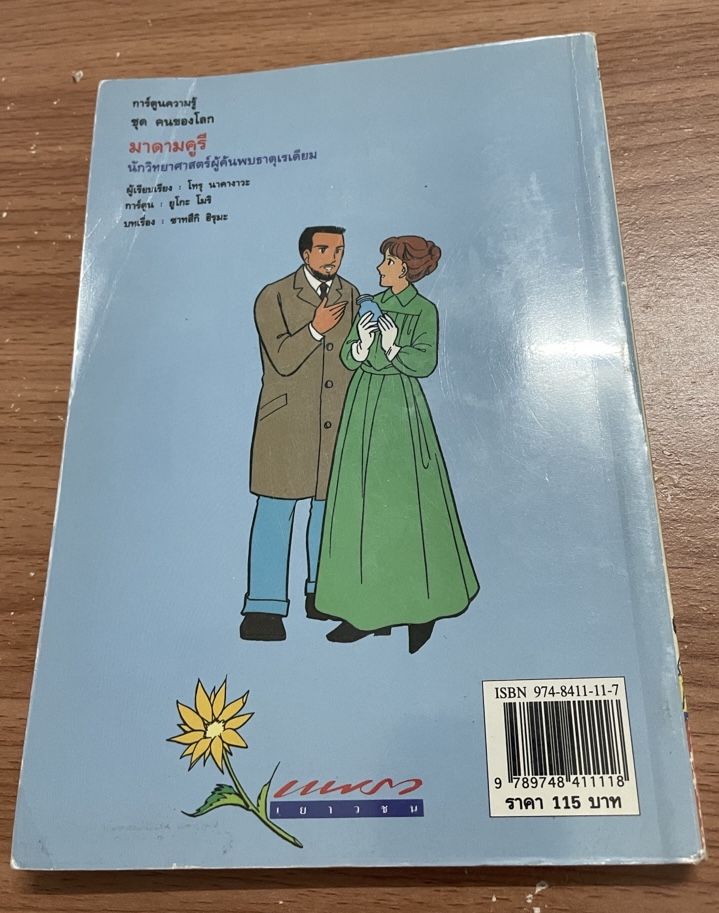 การ์ตูนความรู้
ชุด คนของโลก
มาดามคูรี
นักวิทยาศาสตร์ผู้ค้นพบธาตุเรเดียม
ผู้เรียบเรียง : โทรุ นาคางาวะ
การ์ตูน : ยูโกะ โมริ
บทเรื่อง : ซาทสึกิ ฮิรุมะ
แพรว
เยาวชน
ISBN 974-8411-11-7
9 789748 411118
ราคา 115 บาท